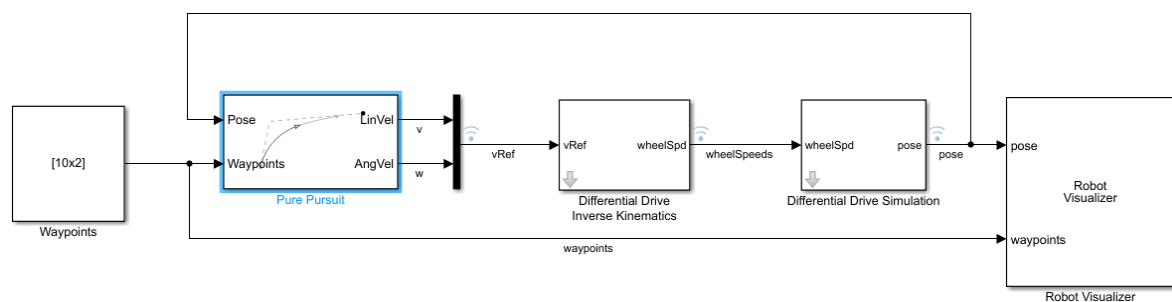 [10x2]
Waypoints
Pose
Waypoints
LinVel
AngVel
Pure Pursuit
v
w
vRef
vRef
wheelSpd
Differential Drive
Inverse Kinematics
wheelSpeeds
wheelSpd
pose
Differential Drive Simulation
pose
waypoints
pose
waypoints
Robot
Visualizer
Robot Visualizer